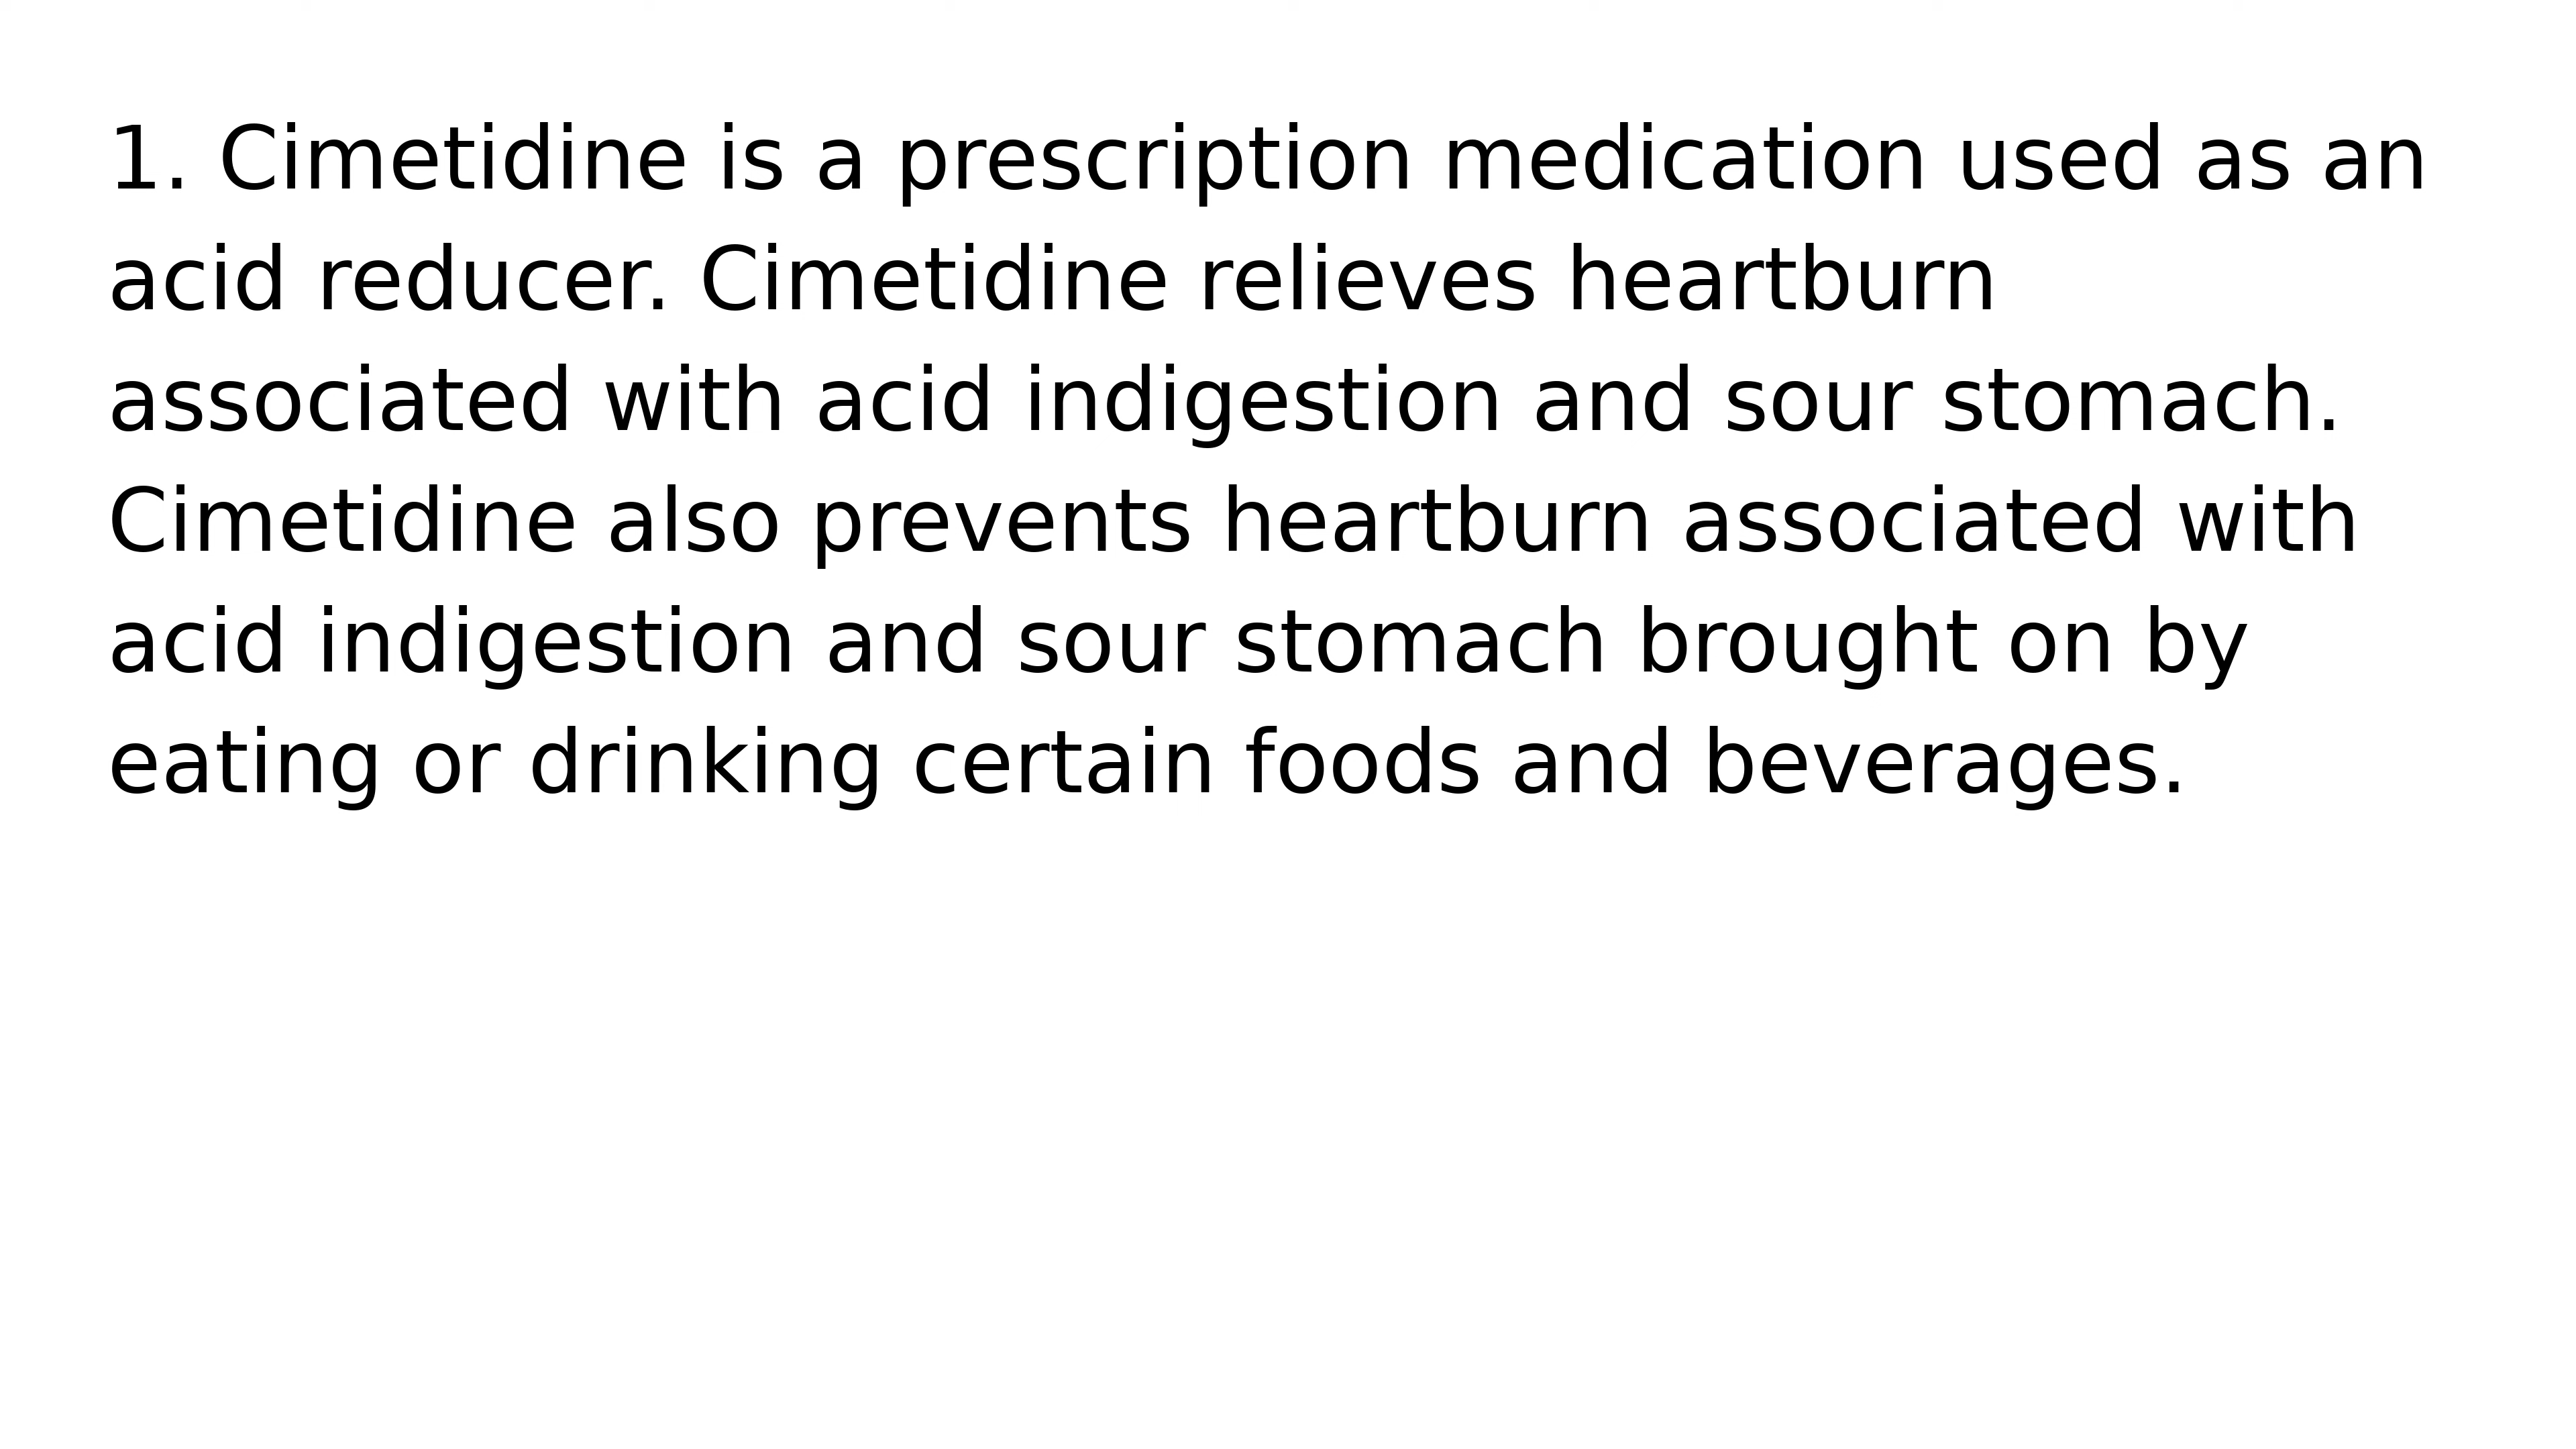 1. Cimetidine is a prescription medication used as an
acid reducer. Cimetidine relieves heartburn
associated with acid indigestion and sour stomach.
Cimetidine also prevents heartburn associated with
acid indigestion and sour stomach brought on by
eating or drinking certain foods and beverages.